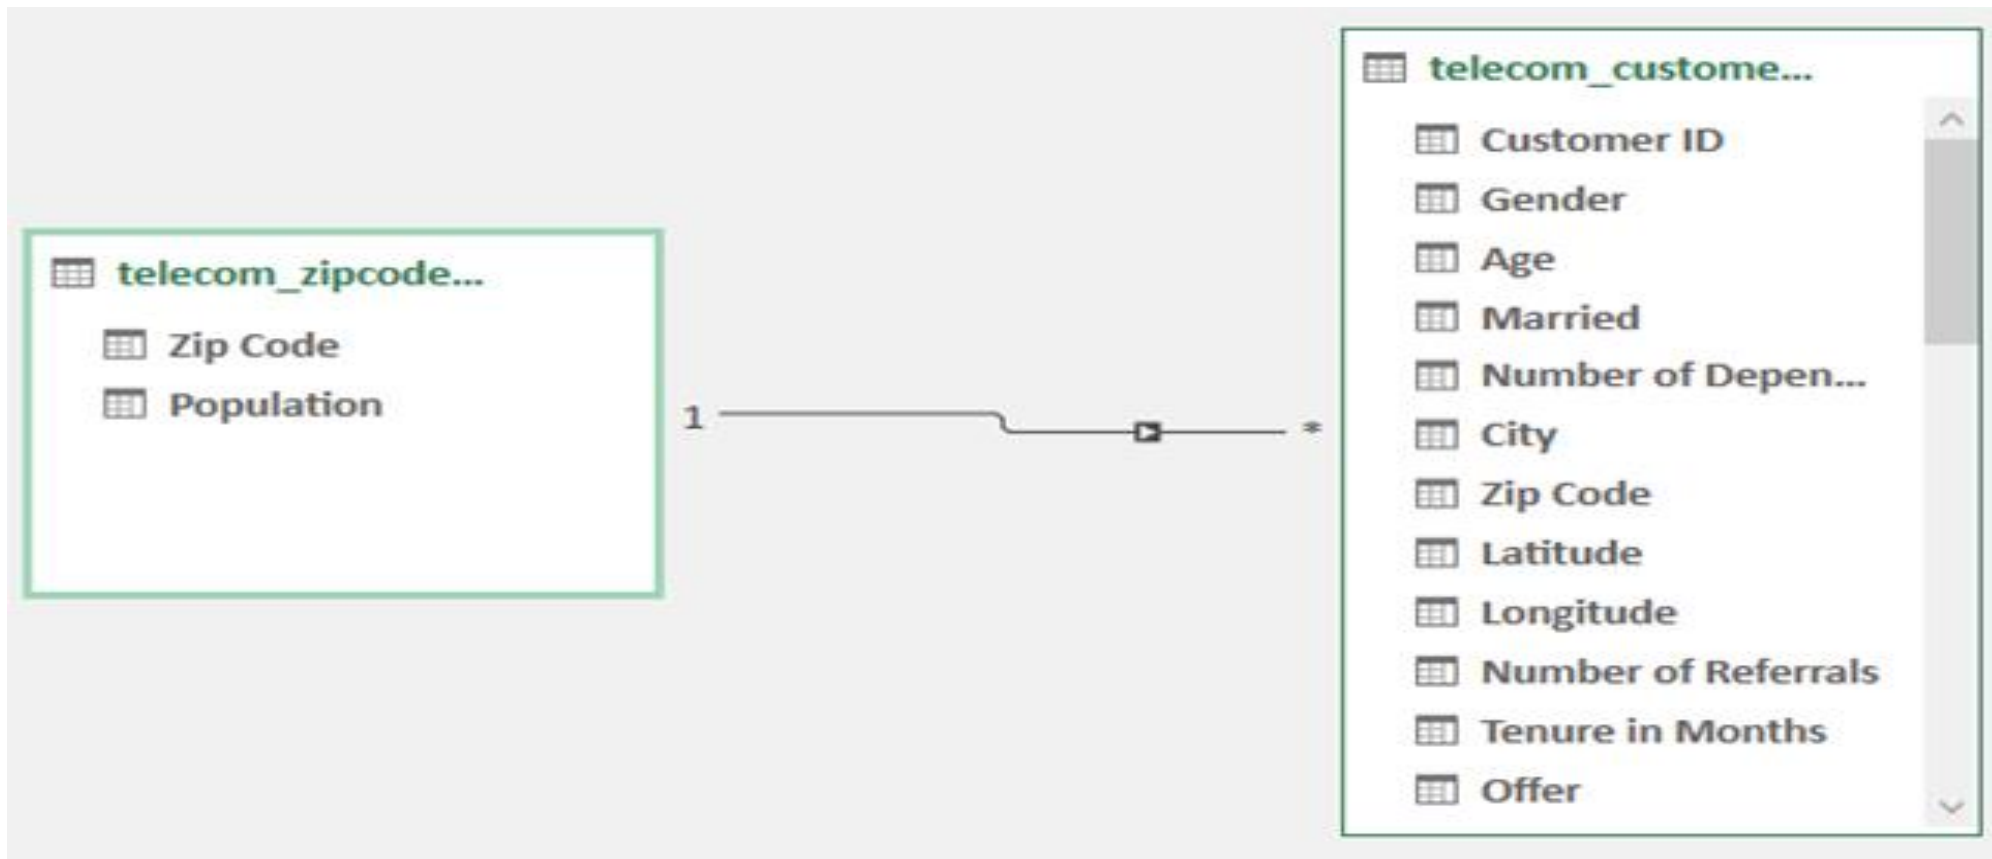 telecom_zipcode...
Zip Code
Population
1
*
telecom_custome...
Customer ID
Gender
Age
Married
Number of Depen...
City
Zip Code
Latitude
Longitude
Number of Referrals
Tenure in Months
Offer